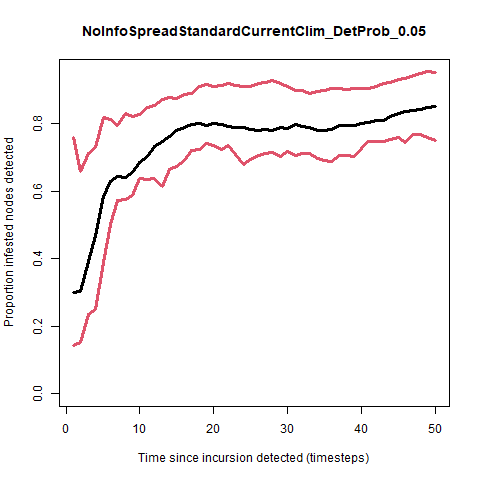 NoInfoSpreadStandardCurrentClim_DetProb_0.05
Proportion infested nodes detected
0.8
0.6
0.4
0.2
0.0
0 10 20 30 40 50
Time since incursion detected (timesteps)